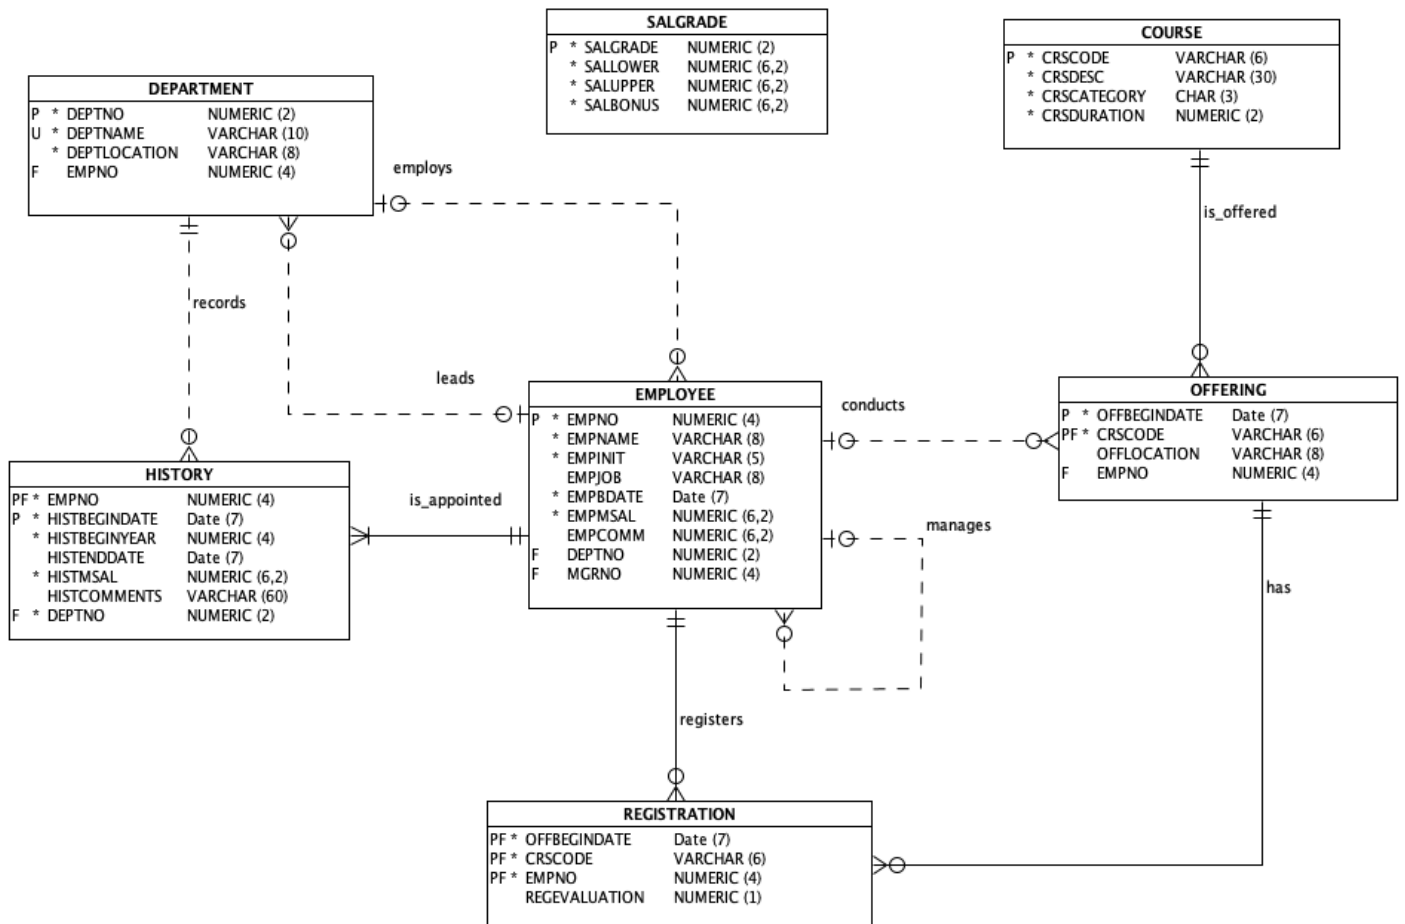 SALGRADE
P * SALGRADE NUMERIC (2)
* SALLOWER NUMERIC (6,2)
* SALUPPER NUMERIC (6,2)
* SALBONUS NUMERIC (6,2)
COURSE
P * CRSCODE VARCHAR (6)
* CRSDESC VARCHAR (30)
* CRSCATEGORY CHAR (3)
* CRSDURATION NUMERIC (2)
DEPARTMENT
P * DEPTNO NUMERIC (2)
U * DEPTNAME VARCHAR (10)
* DEPTLOCATION VARCHAR (8)
F EMPNO NUMERIC (4)
employs
is_offered
records
leads
EMPLOYEE
P * EMPNO NUMERIC (4)
* EMPNAME VARCHAR (8)
* EMPINIT VARCHAR (5)
EMPJOB VARCHAR (8)
* EMPBDATE Date (7)
* EMPMSAL NUMERIC (6,2)
EMPCOMM NUMERIC (6,2)
F DEPTNO NUMERIC (2)
F MGRNO NUMERIC (4)
conducts
OFFERING
P * OFFBEGINDATE Date (7)
PF * CRSCODE VARCHAR (6)
OFFLOCATION VARCHAR (8)
F EMPNO NUMERIC (4)
HISTORY
PF * EMPNO NUMERIC (4)
P * HISTBEGINDATE Date (7)
* HISTBEGINYEAR NUMERIC (4)
HISTENDDATE Date (7)
* HISTMSAL NUMERIC (6,2)
HISTCOMMENTS VARCHAR (60)
F * DEPTNO NUMERIC (2)
is_appointed
manages
has
registers
REGISTRATION
PF * OFFBEGINDATE Date (7)
PF * CRSCODE VARCHAR (6)
PF * EMPNO NUMERIC (4)
REGEVALUATION NUMERIC (1)